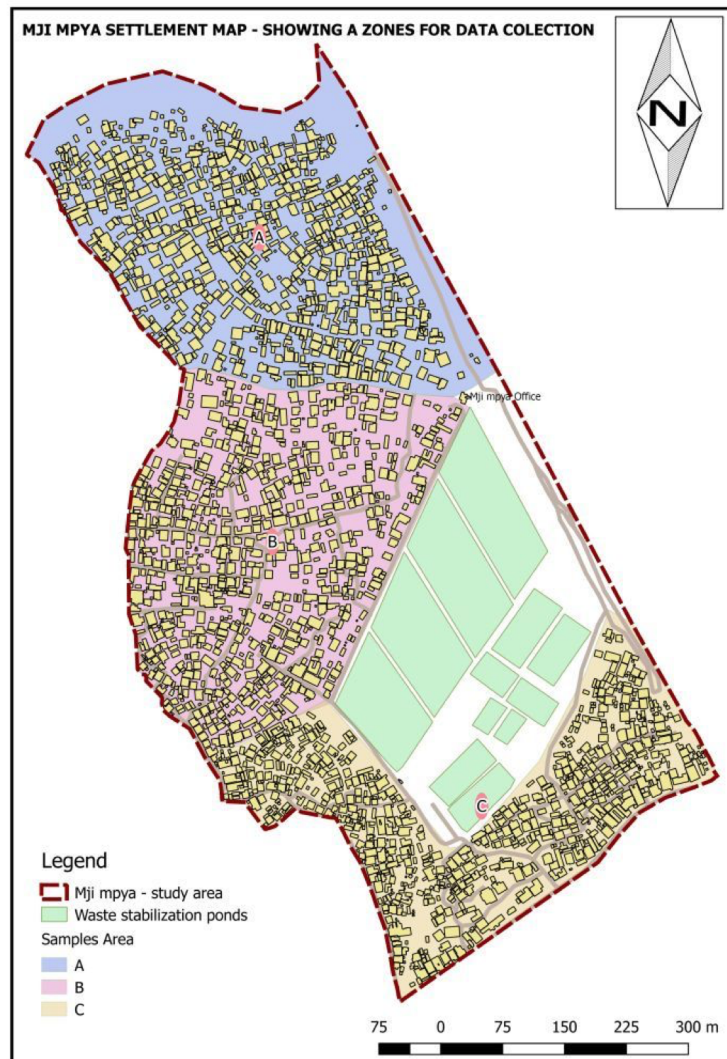 MJI MPYA SETTLEMENT MAP - SHOWING A ZONES FOR DATA COLECTION
N
A
Mji mpya Office
B
C
Legend
Mji mpya - study area
Waste stabilization ponds
Samples Area
A
B
C
75 0 75 150 225 300 m